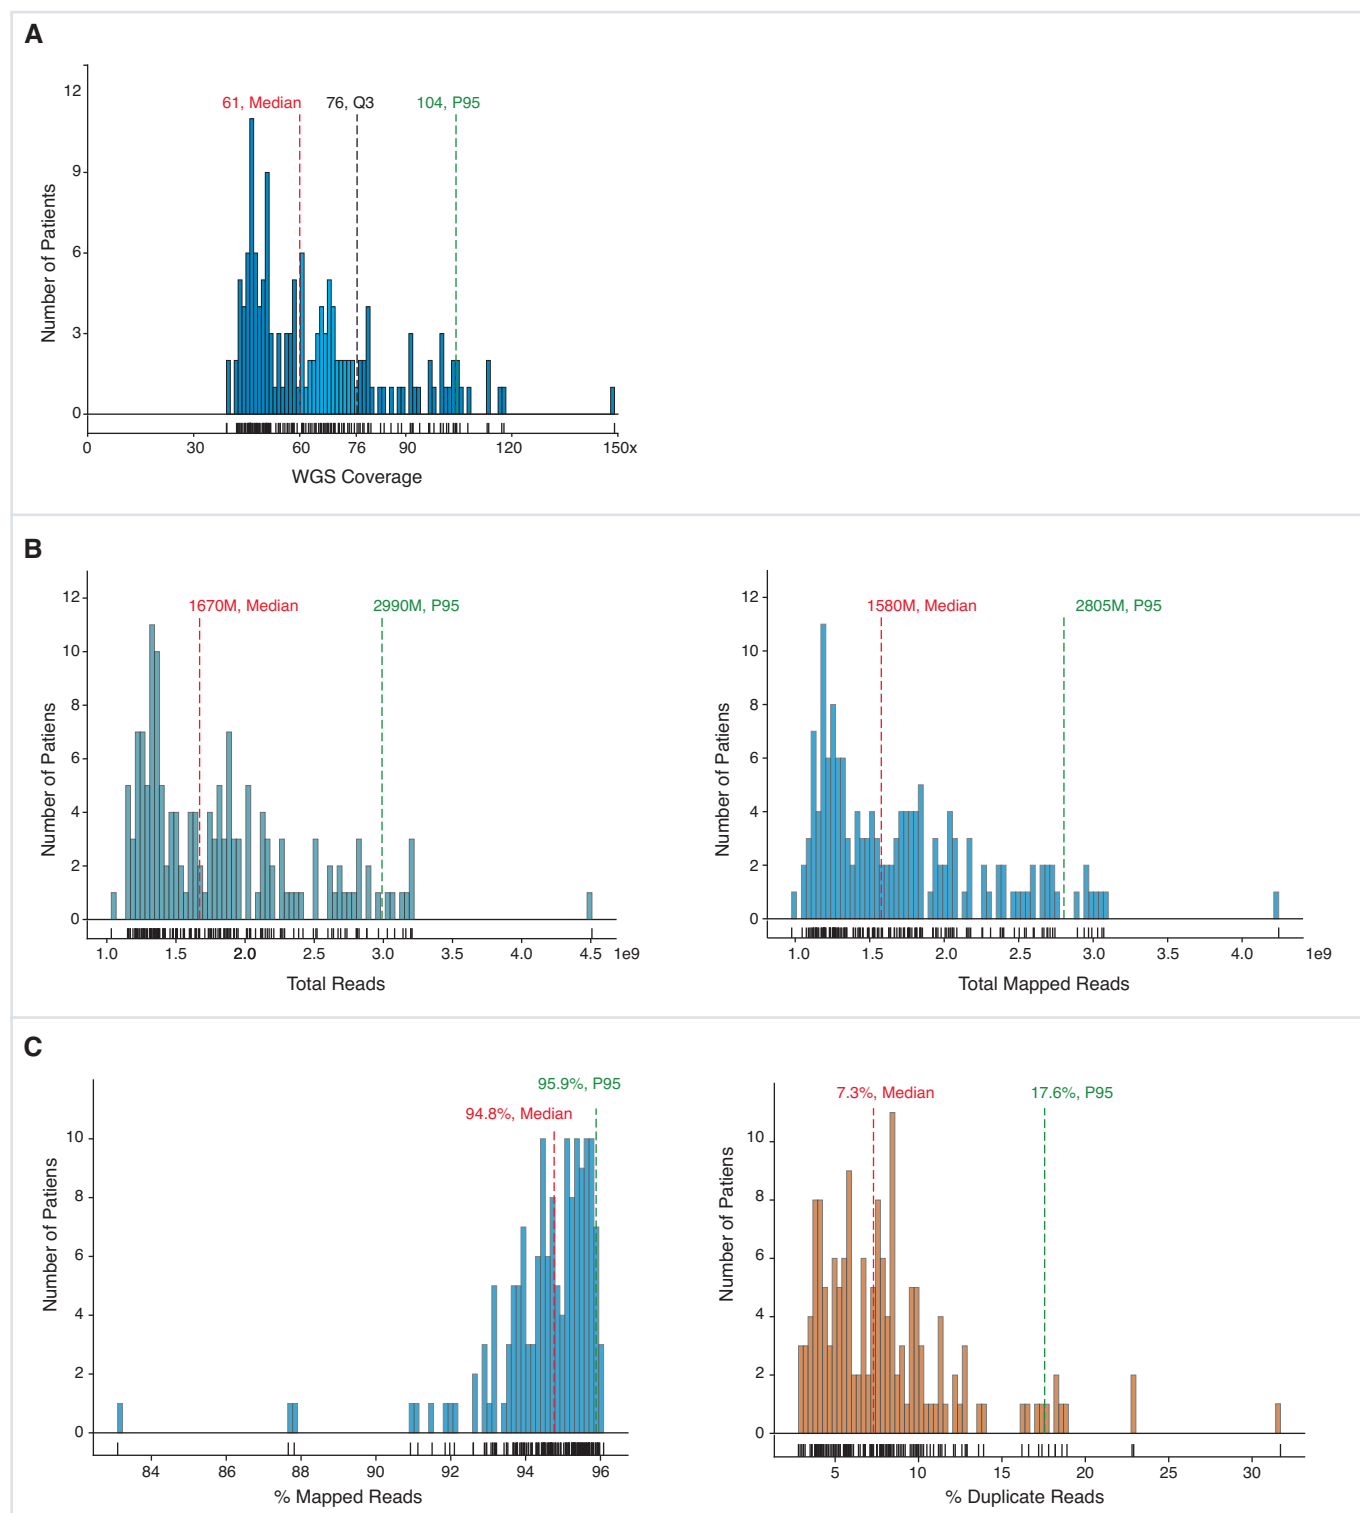 A
61, Median 76, Q3 104, P95
12
9
6
3
0
Number of Patients
0 30 60 76 90 120 150x
WGS Coverage
B
1670M, Median 2990M, P95
12
10
8
6
4
2
0
Number of Patiens
1.0 1.5 2.0 2.5 3.0 3.5 4.0 4.5 1e9
Total Reads
1580M, Median 2805M, P95
12
10
8
6
4
2
0
Number of Patiens
1.0 1.5 2.0 2.5 3.0 3.5 4.0 1e9
Total Mapped Reads
C
95.9%, P95
94.8%, Median
10
8
6
4
2
0
Number of Patiens
84 86 88 90 92 94 96
% Mapped Reads
7.3%, Median 17.6%, P95
10
8
6
4
2
0
Number of Patiens
5 10 15 20 25 30
% Duplicate Reads